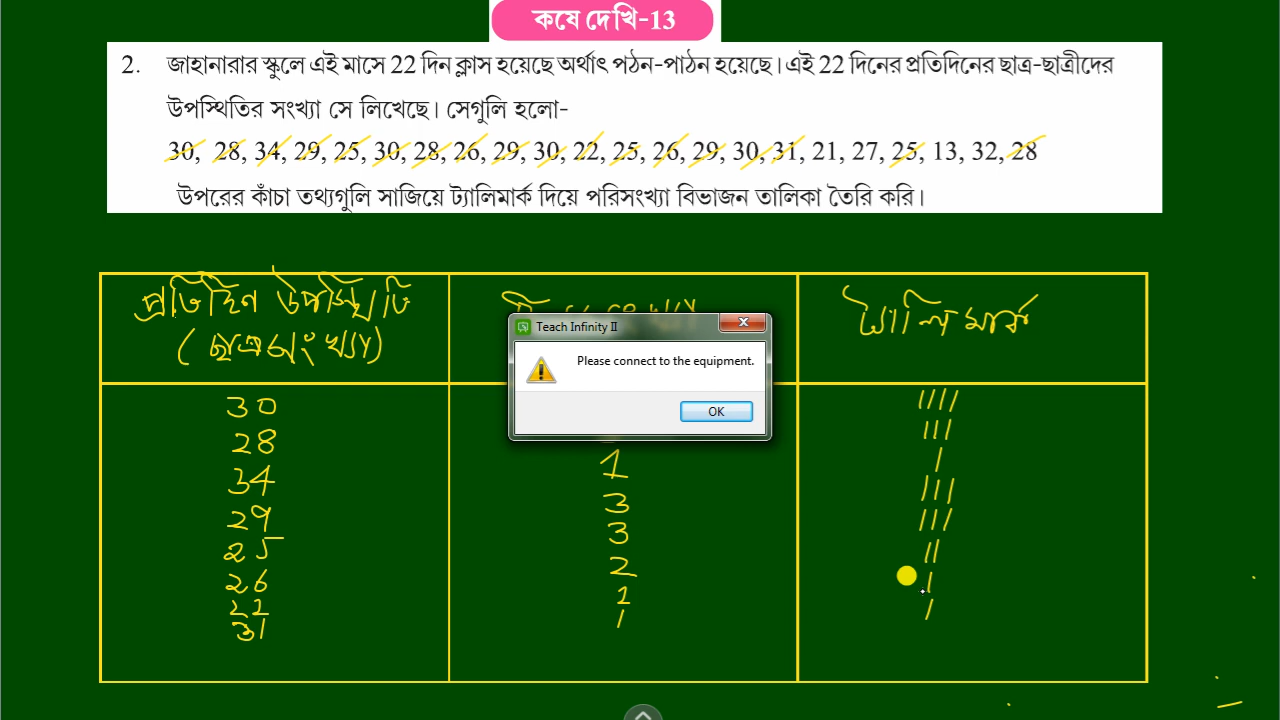 কষে দেখি-13
2. জাহানারার স্কুলে এই মাসে 22 দিন ক্লাস হয়েছে অর্থাৎ পঠন-পাঠন হয়েছে। এই 22 দিনের প্রতিদিনের ছাত্র-ছাত্রীদের
উপস্থিতির সংখ্যা সে লিখেছে। সেগুলি হলো-
30, 28, 34, 29, 25, 30, 28, 26, 29, 30, 22, 25, 26, 29, 30, 31, 21, 27, 25, 13, 32, 28
উপরের কাঁচা তথ্যগুলি সাজিয়ে ট্যালিমার্ক দিয়ে পরিসংখ্যা বিভাজন তালিকা তৈরি করি।
প্রতিদিন উপস্থিতি
(ছাত্রসংখ্যা)
ট্যালি মার্ক
Teach Infinity II
Please connect to the equipment.
OK
30 ////
28 ///
34 1 /
29 3 ///
25 3 ///
26 2 //
22 1 /
31 1 /